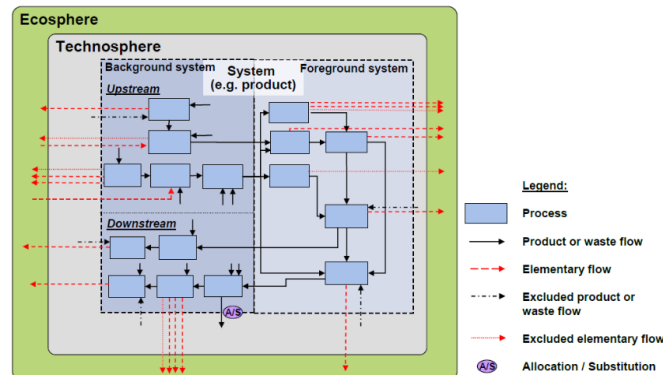 Ecosphere
Technosphere
Background system
System
(e.g. product)
Foreground system
Upstream
Downstream
A/S
Legend:
Process
Product or waste flow
Elementary flow
Excluded product or
waste flow
Excluded elementary flow
A/S
Allocation / Substitution